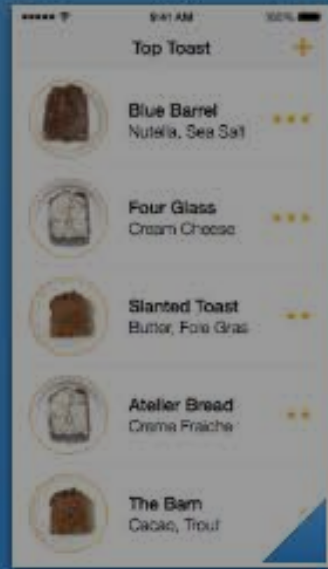 9:41 AM
100%
Top Toast
Blue Barrel
Nutella, Sea Salt
Four Glass
Cream Cheese
Slanted Toast
Butter, Foie Gras
Atelier Bread
Creme Fraiche
The Barn
Cacao, Trout